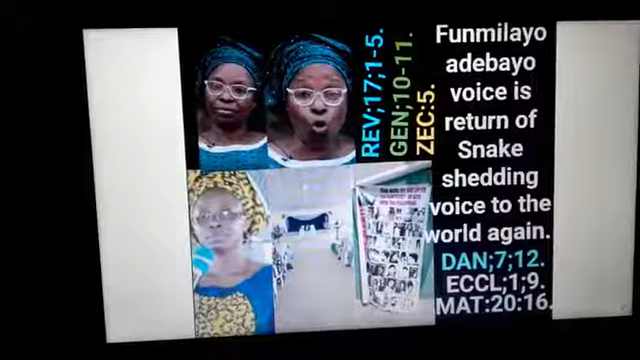 Funmilayo
adebayo
voice is
return of
Snake
shedding
voice to the
world again.
DAN;7;12.
ECCL;1;9.
MAT:20:16.
REV;17;1-5.
GEN;10-11.
ZEC:5.